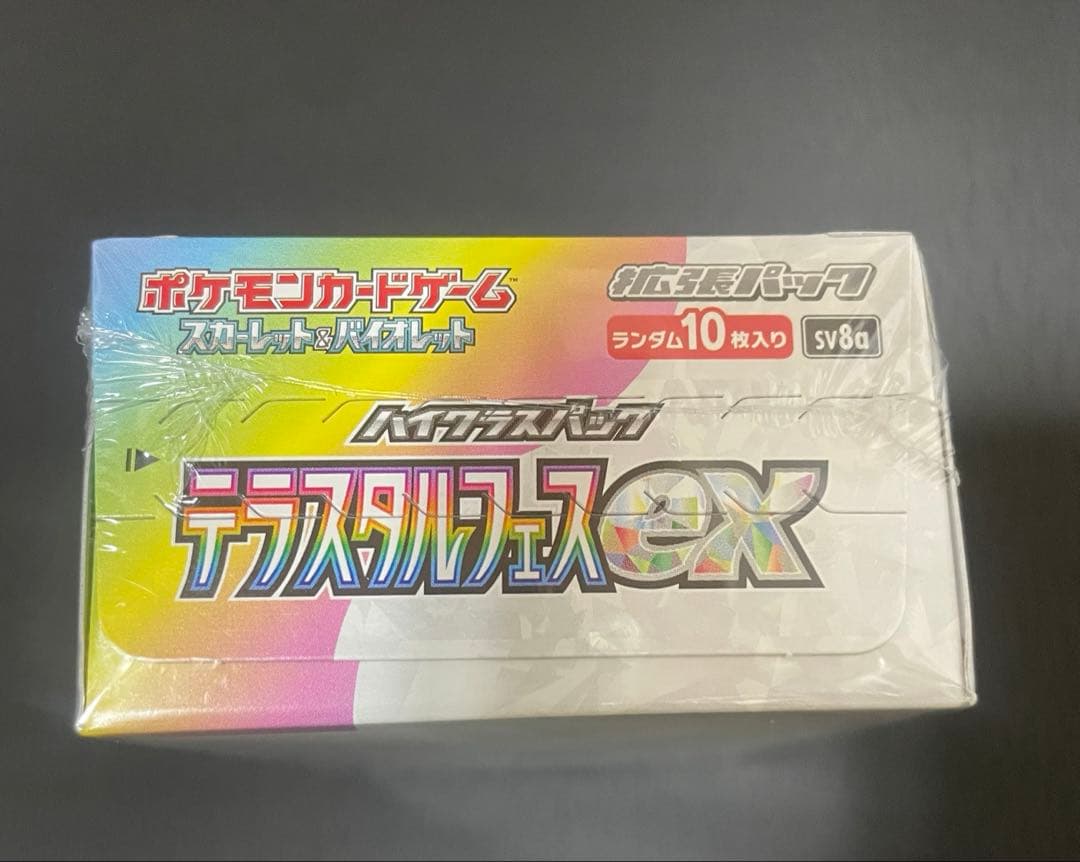 ポケモンカードゲーム™
スカーレット&バイオレット
拡張パック
ランダム10枚入り SV8a
ハイクラスパック
テラスタルフェスex